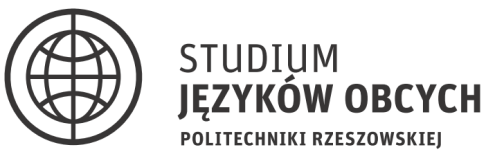 STUDIUM
JĘZYKÓW OBCYCH
POLITECHNIKI RZESZOWSKIEJ